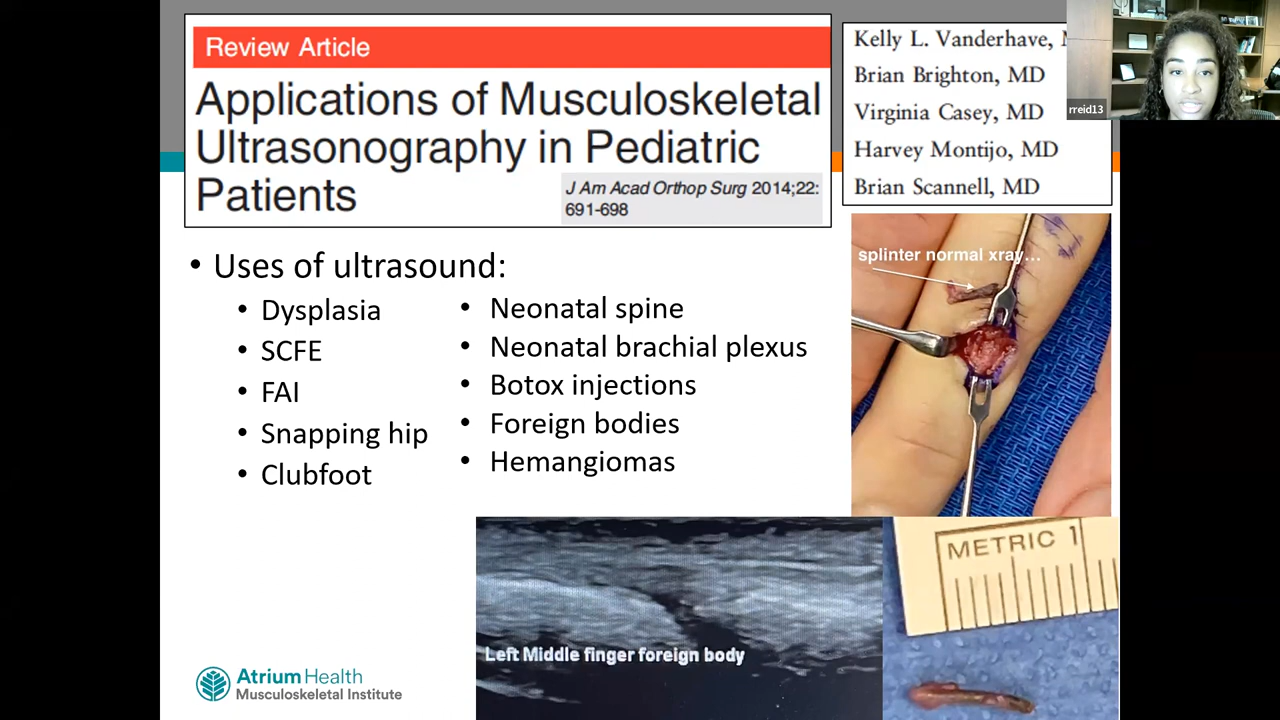 Review Article
Applications of Musculoskeletal
Ultrasonography in Pediatric
Patients
J Am Acad Orthop Surg 2014;22:
691-698
Kelly L. Vanderhave,
Brian Brighton, MD
Virginia Casey, MD
Harvey Montijo, MD
Brian Scannell, MD
rreid13
• Uses of ultrasound:
• Dysplasia
• SCFE
• FAI
• Snapping hip
• Clubfoot
• Neonatal spine
• Neonatal brachial plexus
• Botox injections
• Foreign bodies
• Hemangiomas
splinter normal xray...
Left Middle finger foreign body
METRIC 1
Atrium Health
Musculoskeletal Institute